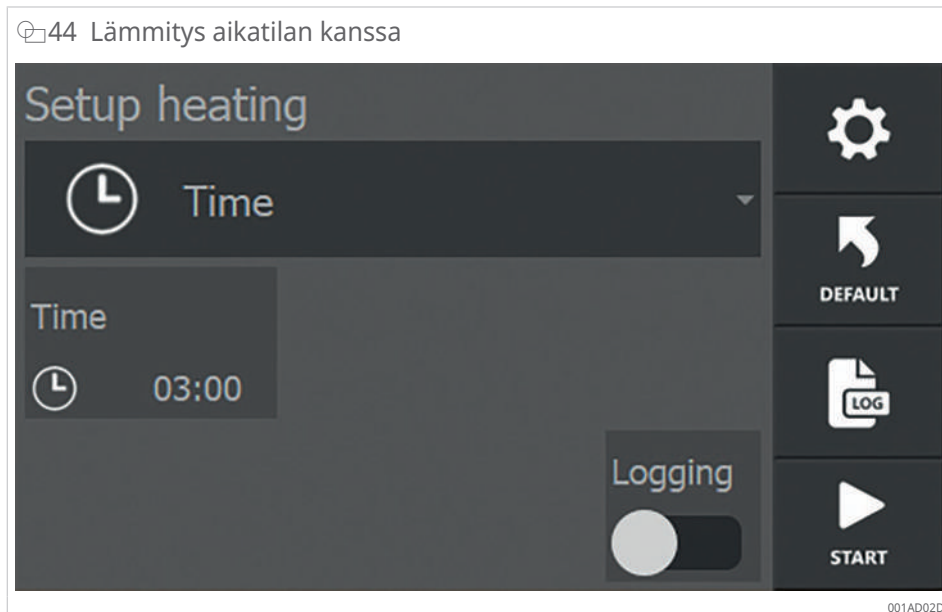 44 Lämmitys aikatilan kanssa
Setup heating
Time
DEFAULT
Time
03:00
LOG
Logging
START
001AD02D